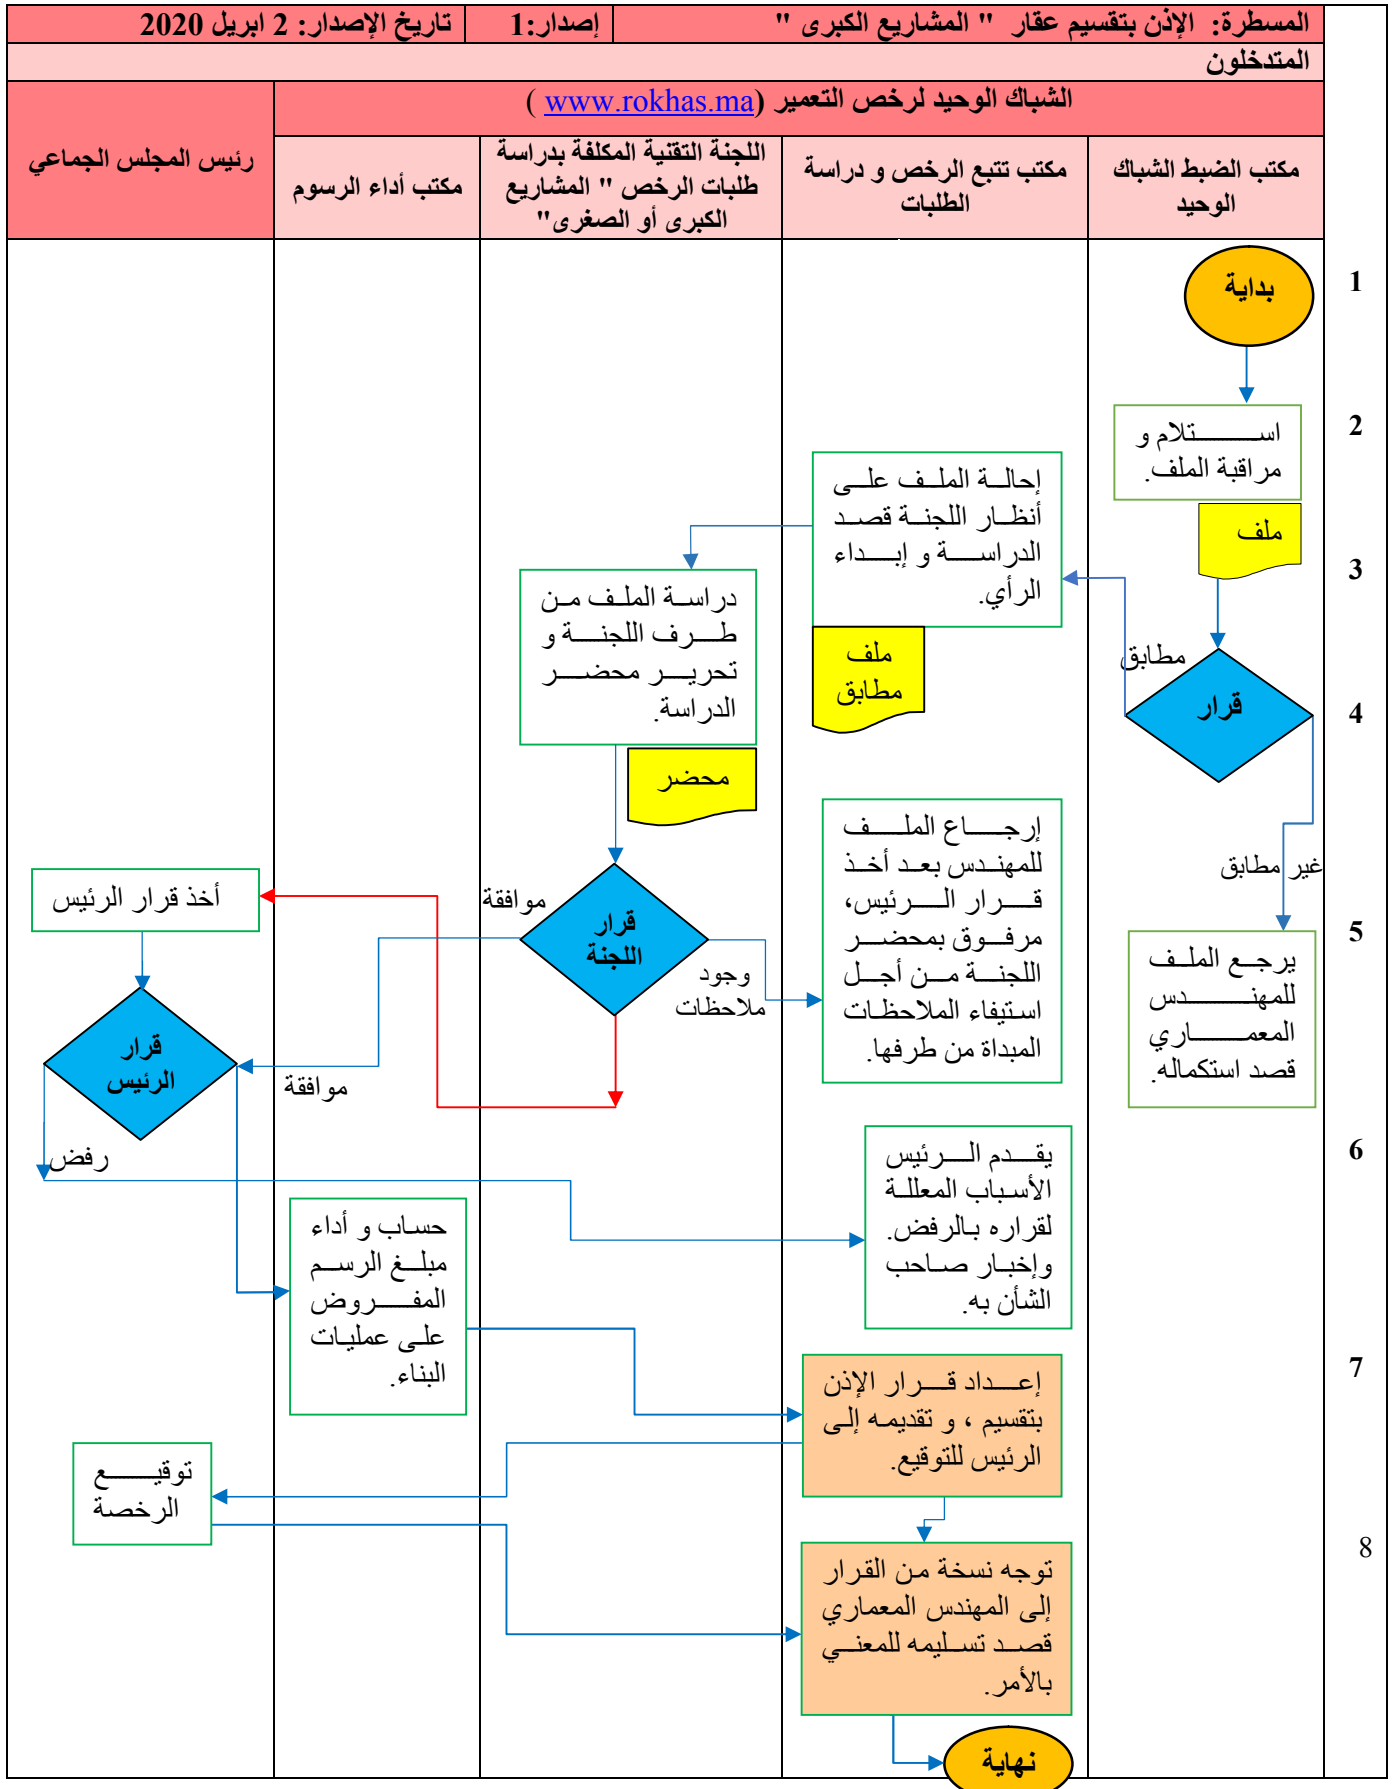 المسطرة: الإذن بتقسيم عقار " المشاريع الكبرى "
إصدار:1
تاريخ الإصدار: 2 ابريل 2020
المتدخلون
الشباك الوحيد لرخص التعمير (www.rokhas.ma )
رئيس المجلس الجماعي
مكتب الضبط الشباك
الوحيد
مكتب تتبع الرخص و دراسة
الطلبات
اللجنة التقنية المكلفة بدراسة
طلبات الرخص " المشاريع
الكبرى أو الصغرى"
مكتب أداء الرسوم
1
بداية
2
استلام و
مراقبة الملف.
ملف
3
إحالة الملف على
أنظار اللجنة قصد
الدراسة و إبداء
الرأي.
ملف
مطابق
دراسة الملف من
طرف اللجنة و
تحرير محضر
الدراسة.
محضر
مطابق
قرار
4
غير مطابق
إرجاع الملف
للمهندس بعد أخذ
قرار الرئيس،
مرفوق بمحضر
اللجنة من أجل
استيفاء الملاحظات
المبداة من طرفها.
موافقة
قرار
اللجنة
وجود
ملاحظات
أخذ قرار الرئيس
5
يرجع الملف
للمهندس
المعماري
قصد استكماله.
قرار
الرئيس
موافقة
رفض
6
يقدم الرئيس
الأسباب المعللة
لقراره بالرفض.
وإخبار صاحب
الشأن به.
حساب و أداء
مبلغ الرسم
المفروض
على عمليات
البناء.
7
إعداد قرار الإذن
بتقسيم ، و تقديمه إلى
الرئيس للتوقيع.
توقيع
الرخصة
8
توجه نسخة من القرار
إلى المهندس المعماري
قصد تسليمه للمعني
بالأمر.
نهاية